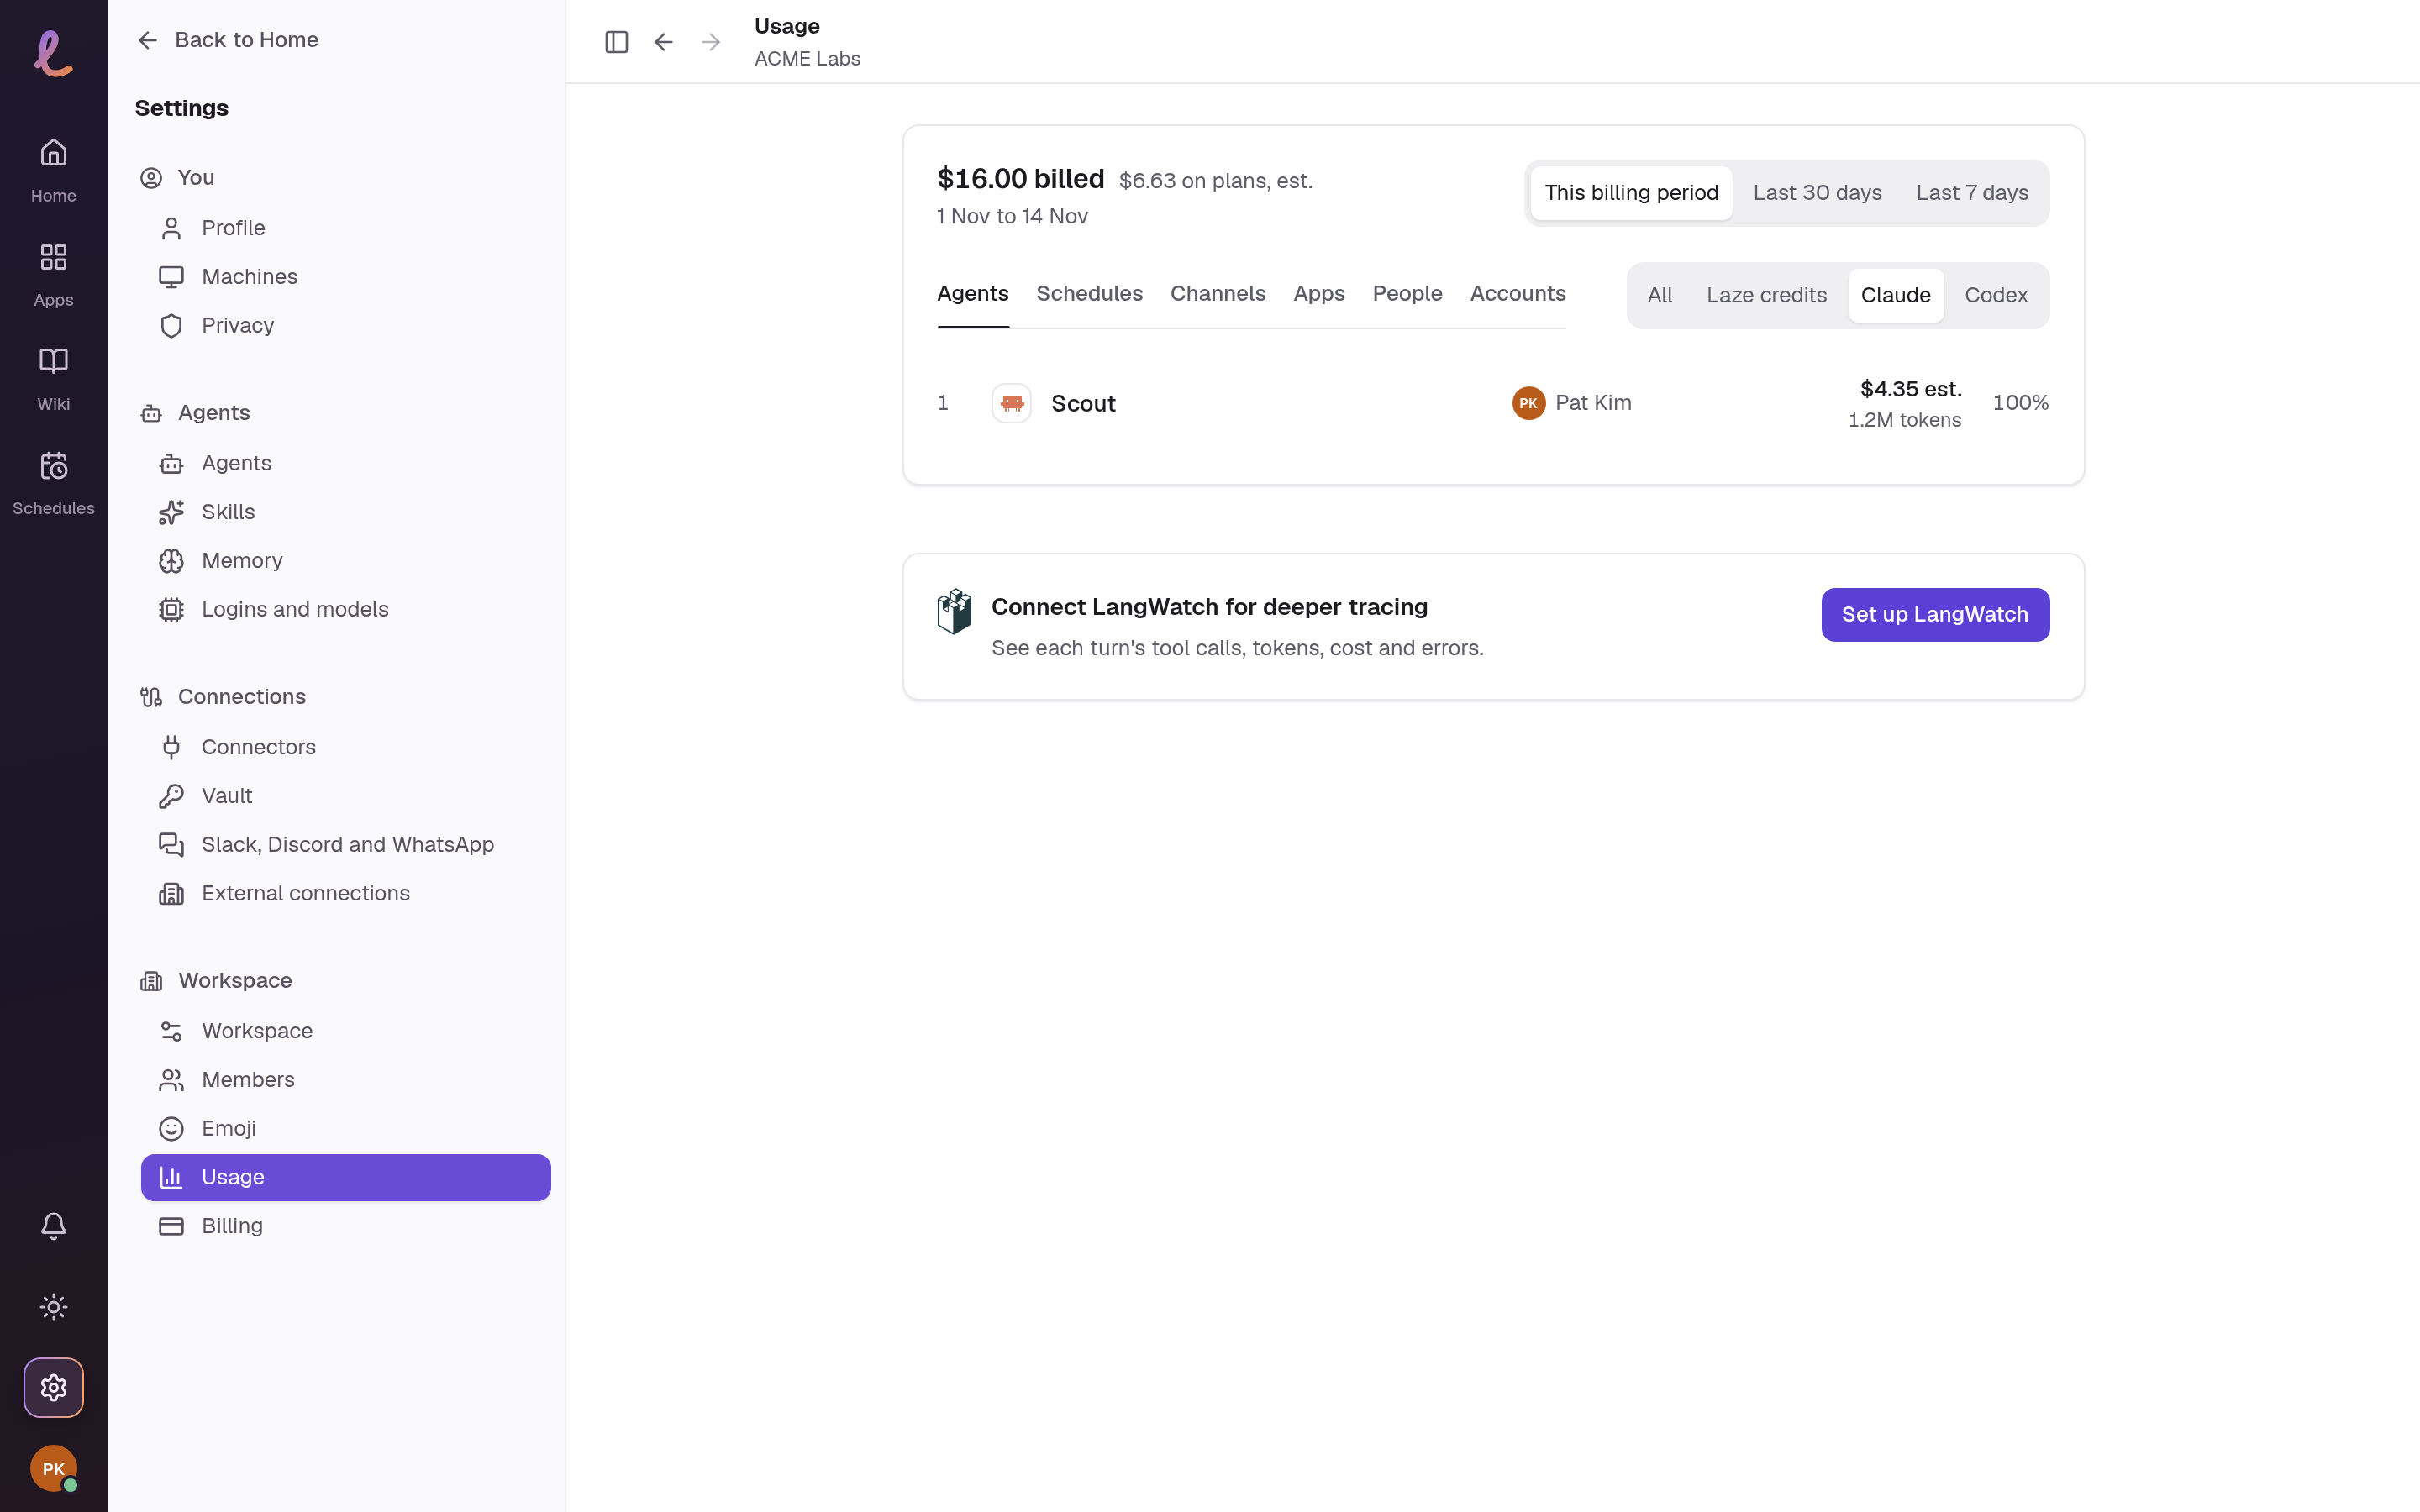 Back to Home
Settings
You
Profile
Machines
Privacy
Agents
Agents
Skills
Memory
Logins and models
Connections
Connectors
Vault
Slack, Discord and WhatsApp
External connections
Workspace
Workspace
Members
Emoji
Usage
Billing
Home
Apps
Wiki
Schedules
PK
Usage
ACME Labs
$16.00 billed $6.63 on plans, est.
1 Nov to 14 Nov
This billing period Last 30 days Last 7 days
Agents Schedules Channels Apps People Accounts
All Laze credits Claude Codex
1 Scout PK Pat Kim $4.35 est. 100%
1.2M tokens
Connect LangWatch for deeper tracing
See each turn's tool calls, tokens, cost and errors.
Set up LangWatch